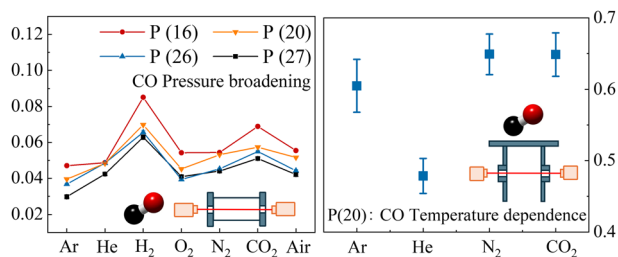 0.12
0.10
0.08
0.06
0.04
0.02
P (16)
P (20)
P (26)
P (27)
CO Pressure broadening
Ar
He
H₂
O₂
N₂
CO₂
Air
0.7
0.6
0.5
0.4
P(20): CO Temperature dependence
Ar
He
N₂
CO₂